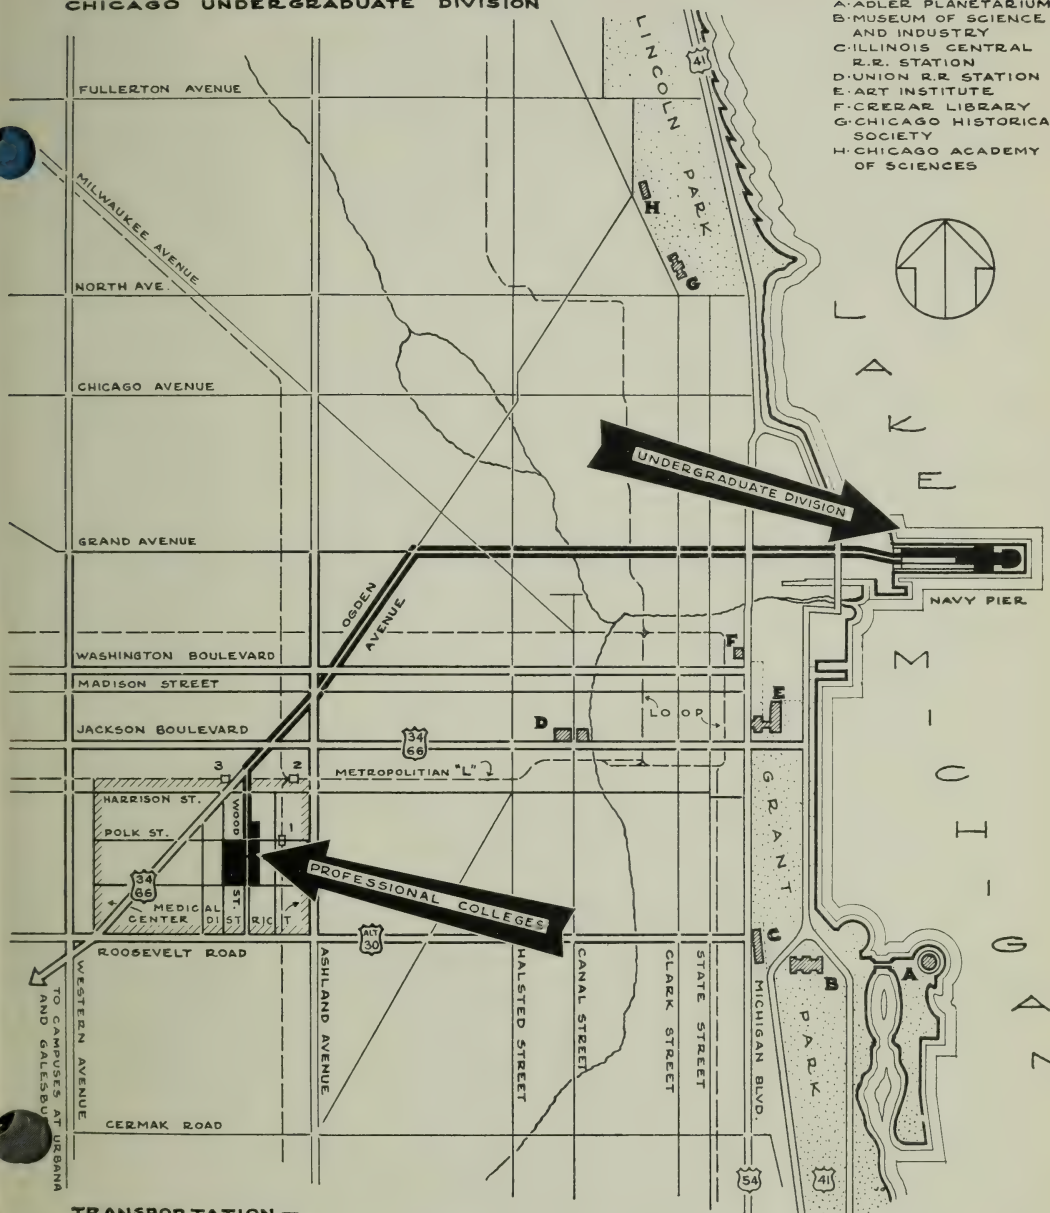 CHICAGO UNDERGRADUATE DIVISION
A·ADLER PLANETARIUM
B·MUSEUM OF SCIENCE
AND INDUSTRY
C·ILLINOIS CENTRAL
R.R. STATION
D·UNION R.R STATION
E·ART INSTITUTE
F·CRERAR LIBRARY
G·CHICAGO HISTORICA
SOCIETY
H·CHICAGO ACADEMY
OF SCIENCES
LINCOLN PARK
41
FULLERTON AVENUE
MILWAUKEE AVENUE
H
G
NORTH AVE.
LAKE
CHICAGO AVENUE
UNDERGRADUATE DIVISION
GRAND AVENUE
NAVY PIER
OGDEN
AVENUE
WASHINGTON BOULEVARD
F
MICHIGAN
MADISON STREET
E
LOOP
JACKSON BOULEVARD
D
34
66
3
2
METROPOLITIAN "L"
HARRISON ST.
WOOD ST.
GRANT PARK
POLK ST.
1
PROFESSIONAL COLLEGES
34
66
MEDICAL
CENTER DISTRICT
ALT
30
ROOSEVELT ROAD
A
B
TO CAMPUSES AT URBANA
AND GALESBU
WESTERN AVENUE
ASHLAND AVENUE
HALSTED STREET
CANAL STREET
CLARK STREET
STATE STREET
MICHIGAN BLVD.
CERMAK ROAD
54
41
TRANSPORTATION